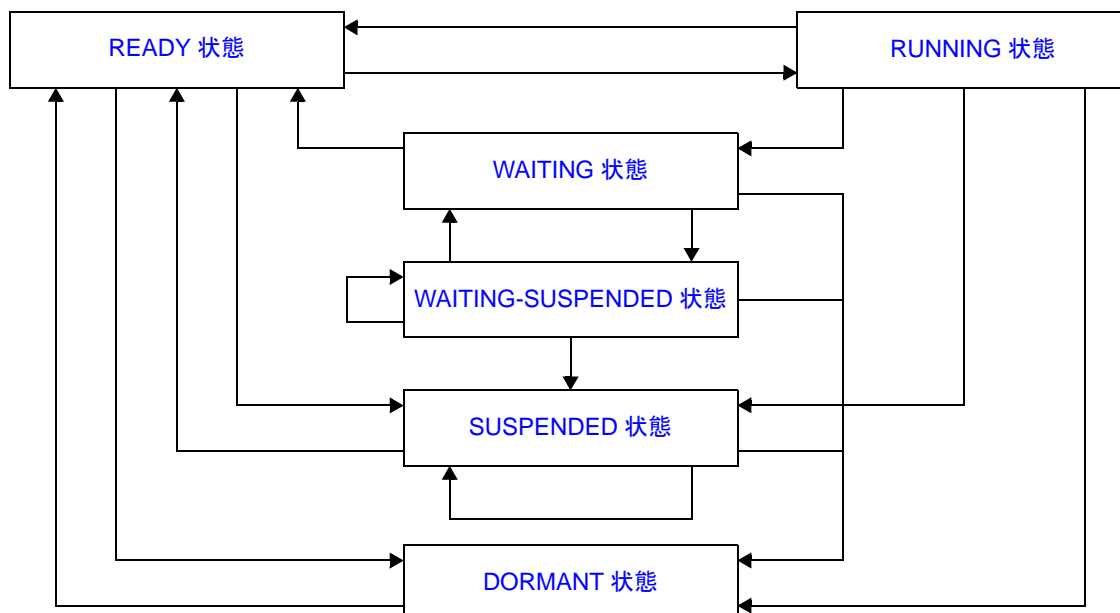 READY 状態
RUNNING 状態
WAITING 状態
WAITING-SUSPENDED 状態
SUSPENDED 状態
DORMANT 状態